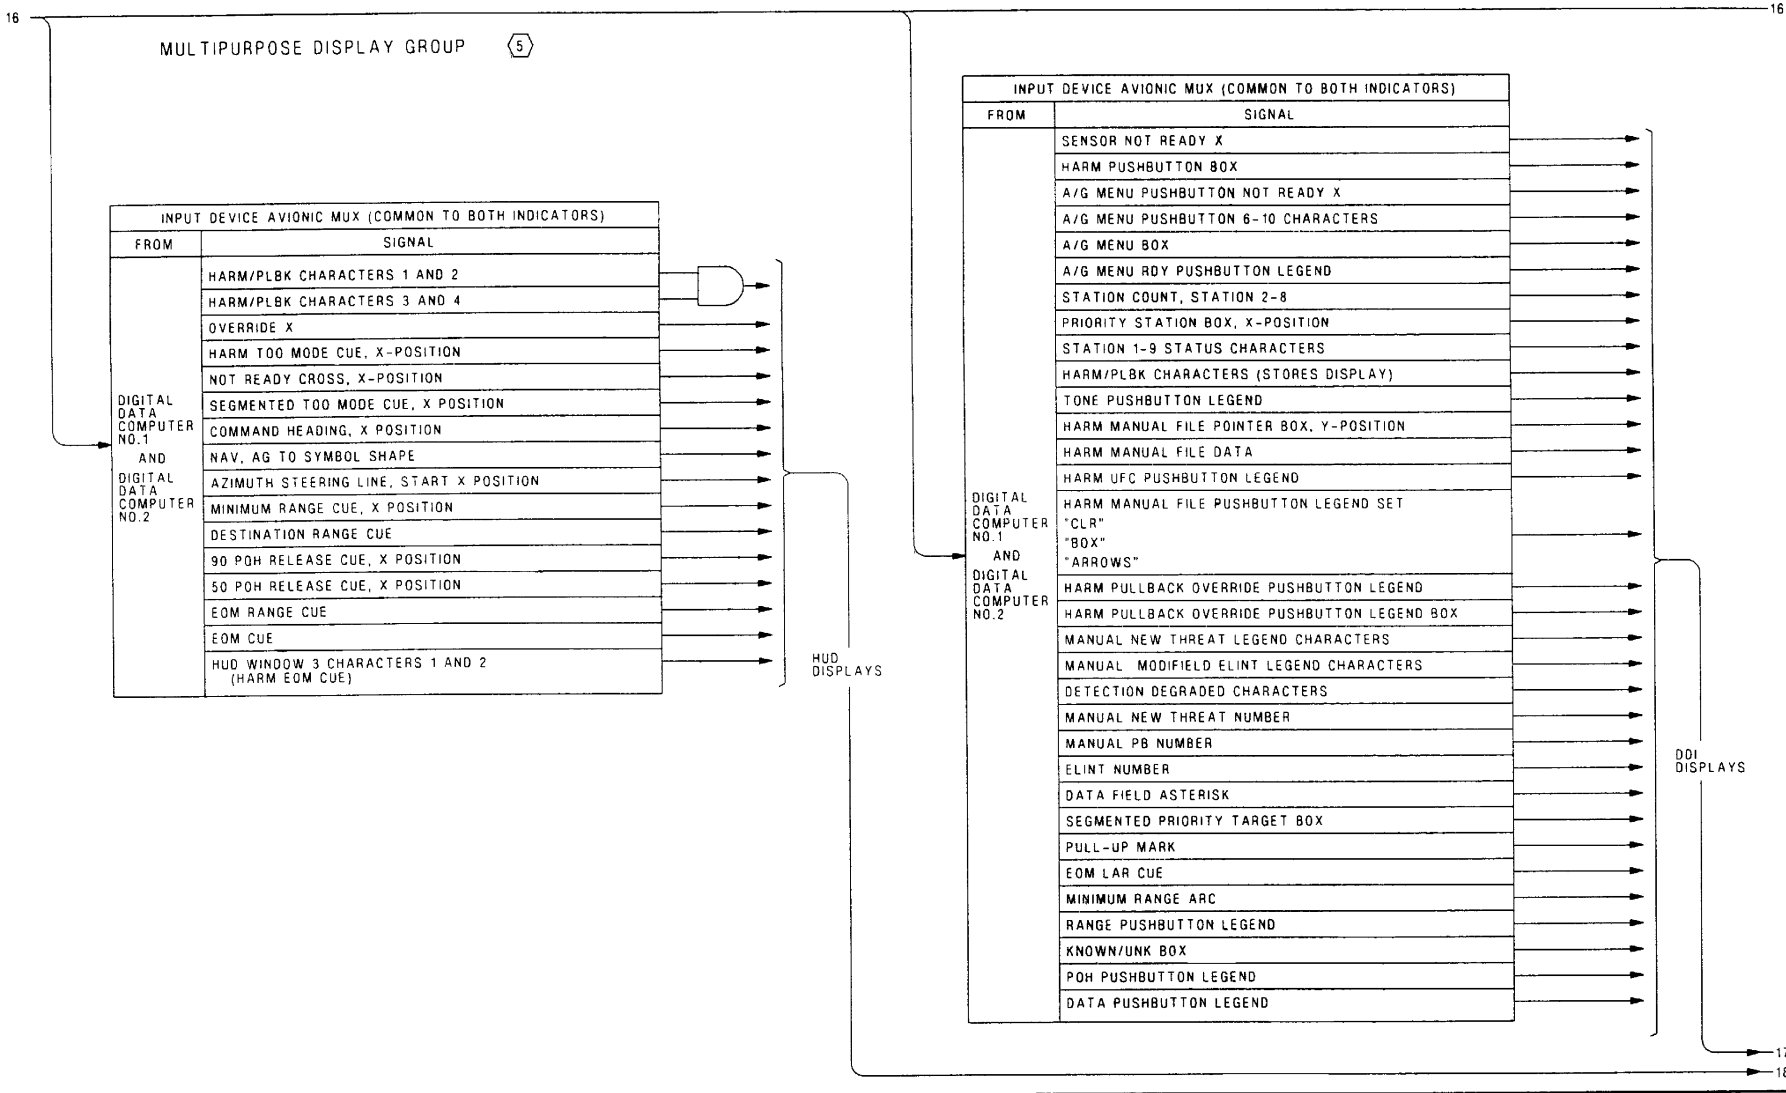 16
16
MULTIPURPOSE DISPLAY GROUP 5
INPUT DEVICE AVIONIC MUX (COMMON TO BOTH INDICATORS)
FROM SIGNAL
DIGITAL
DATA
COMPUTER
NO.1
AND
DIGITAL
DATA
COMPUTER
NO.2
HARM/PLBK CHARACTERS 1 AND 2
HARM/PLBK CHARACTERS 3 AND 4
OVERRIDE X
HARM TOO MODE CUE, X-POSITION
NOT READY CROSS, X-POSITION
SEGMENTED TOO MODE CUE, X POSITION
COMMAND HEADING, X POSITION
NAV, AG TO SYMBOL SHAPE
AZIMUTH STEERING LINE, START X POSITION
MINIMUM RANGE CUE, X POSITION
DESTINATION RANGE CUE
90 POH RELEASE CUE, X POSITION
50 POH RELEASE CUE, X POSITION
EOM RANGE CUE
EOM CUE
HUD WINDOW 3 CHARACTERS 1 AND 2
(HARM EOM CUE)
HUD
DISPLAYS
INPUT DEVICE AVIONIC MUX (COMMON TO BOTH INDICATORS)
FROM SIGNAL
DIGITAL
DATA
COMPUTER
NO.1
AND
DIGITAL
DATA
COMPUTER
NO.2
SENSOR NOT READY X
HARM PUSHBUTTON BOX
A/G MENU PUSHBUTTON NOT READY X
A/G MENU PUSHBUTTON 6-10 CHARACTERS
A/G MENU BOX
A/G MENU RDY PUSHBUTTON LEGEND
STATION COUNT, STATION 2-8
PRIORITY STATION BOX, X-POSITION
STATION 1-9 STATUS CHARACTERS
HARM/PLBK CHARACTERS (STORES DISPLAY)
TONE PUSHBUTTON LEGEND
HARM MANUAL FILE POINTER BOX, Y-POSITION
HARM MANUAL FILE DATA
HARM UFC PUSHBUTTON LEGEND
HARM MANUAL FILE PUSHBUTTON LEGEND SET
"CLR"
"BOX"
"ARROWS"
HARM PULLBACK OVERRIDE PUSHBUTTON LEGEND
HARM PULLBACK OVERRIDE PUSHBUTTON LEGEND BOX
MANUAL NEW THREAT LEGEND CHARACTERS
MANUAL MODIFIELD ELINT LEGEND CHARACTERS
DETECTION DEGRADED CHARACTERS
MANUAL NEW THREAT NUMBER
MANUAL PB NUMBER
ELINT NUMBER
DATA FIELD ASTERISK
SEGMENTED PRIORITY TARGET BOX
PULL-UP MARK
EOM LAR CUE
MINIMUM RANGE ARC
RANGE PUSHBUTTON LEGEND
KNOWN/UNK BOX
POH PUSHBUTTON LEGEND
DATA PUSHBUTTON LEGEND
DDI
DISPLAYS
17
18